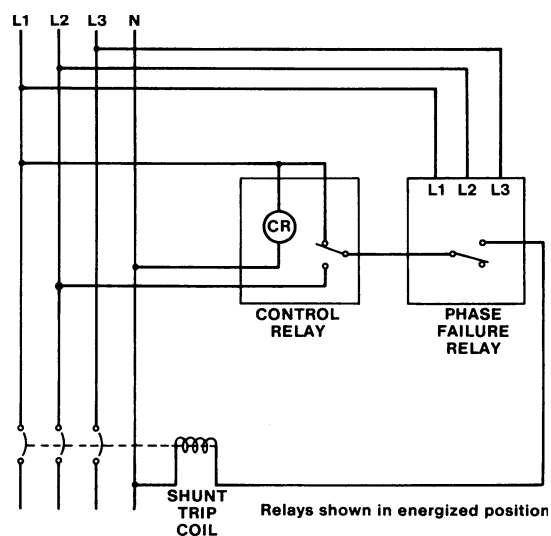 L1 L2 L3 N
L1 L2 L3
CR
CONTROL
RELAY
PHASE
FAILURE
RELAY
SHUNT
TRIP
COIL
Relays shown in energized position